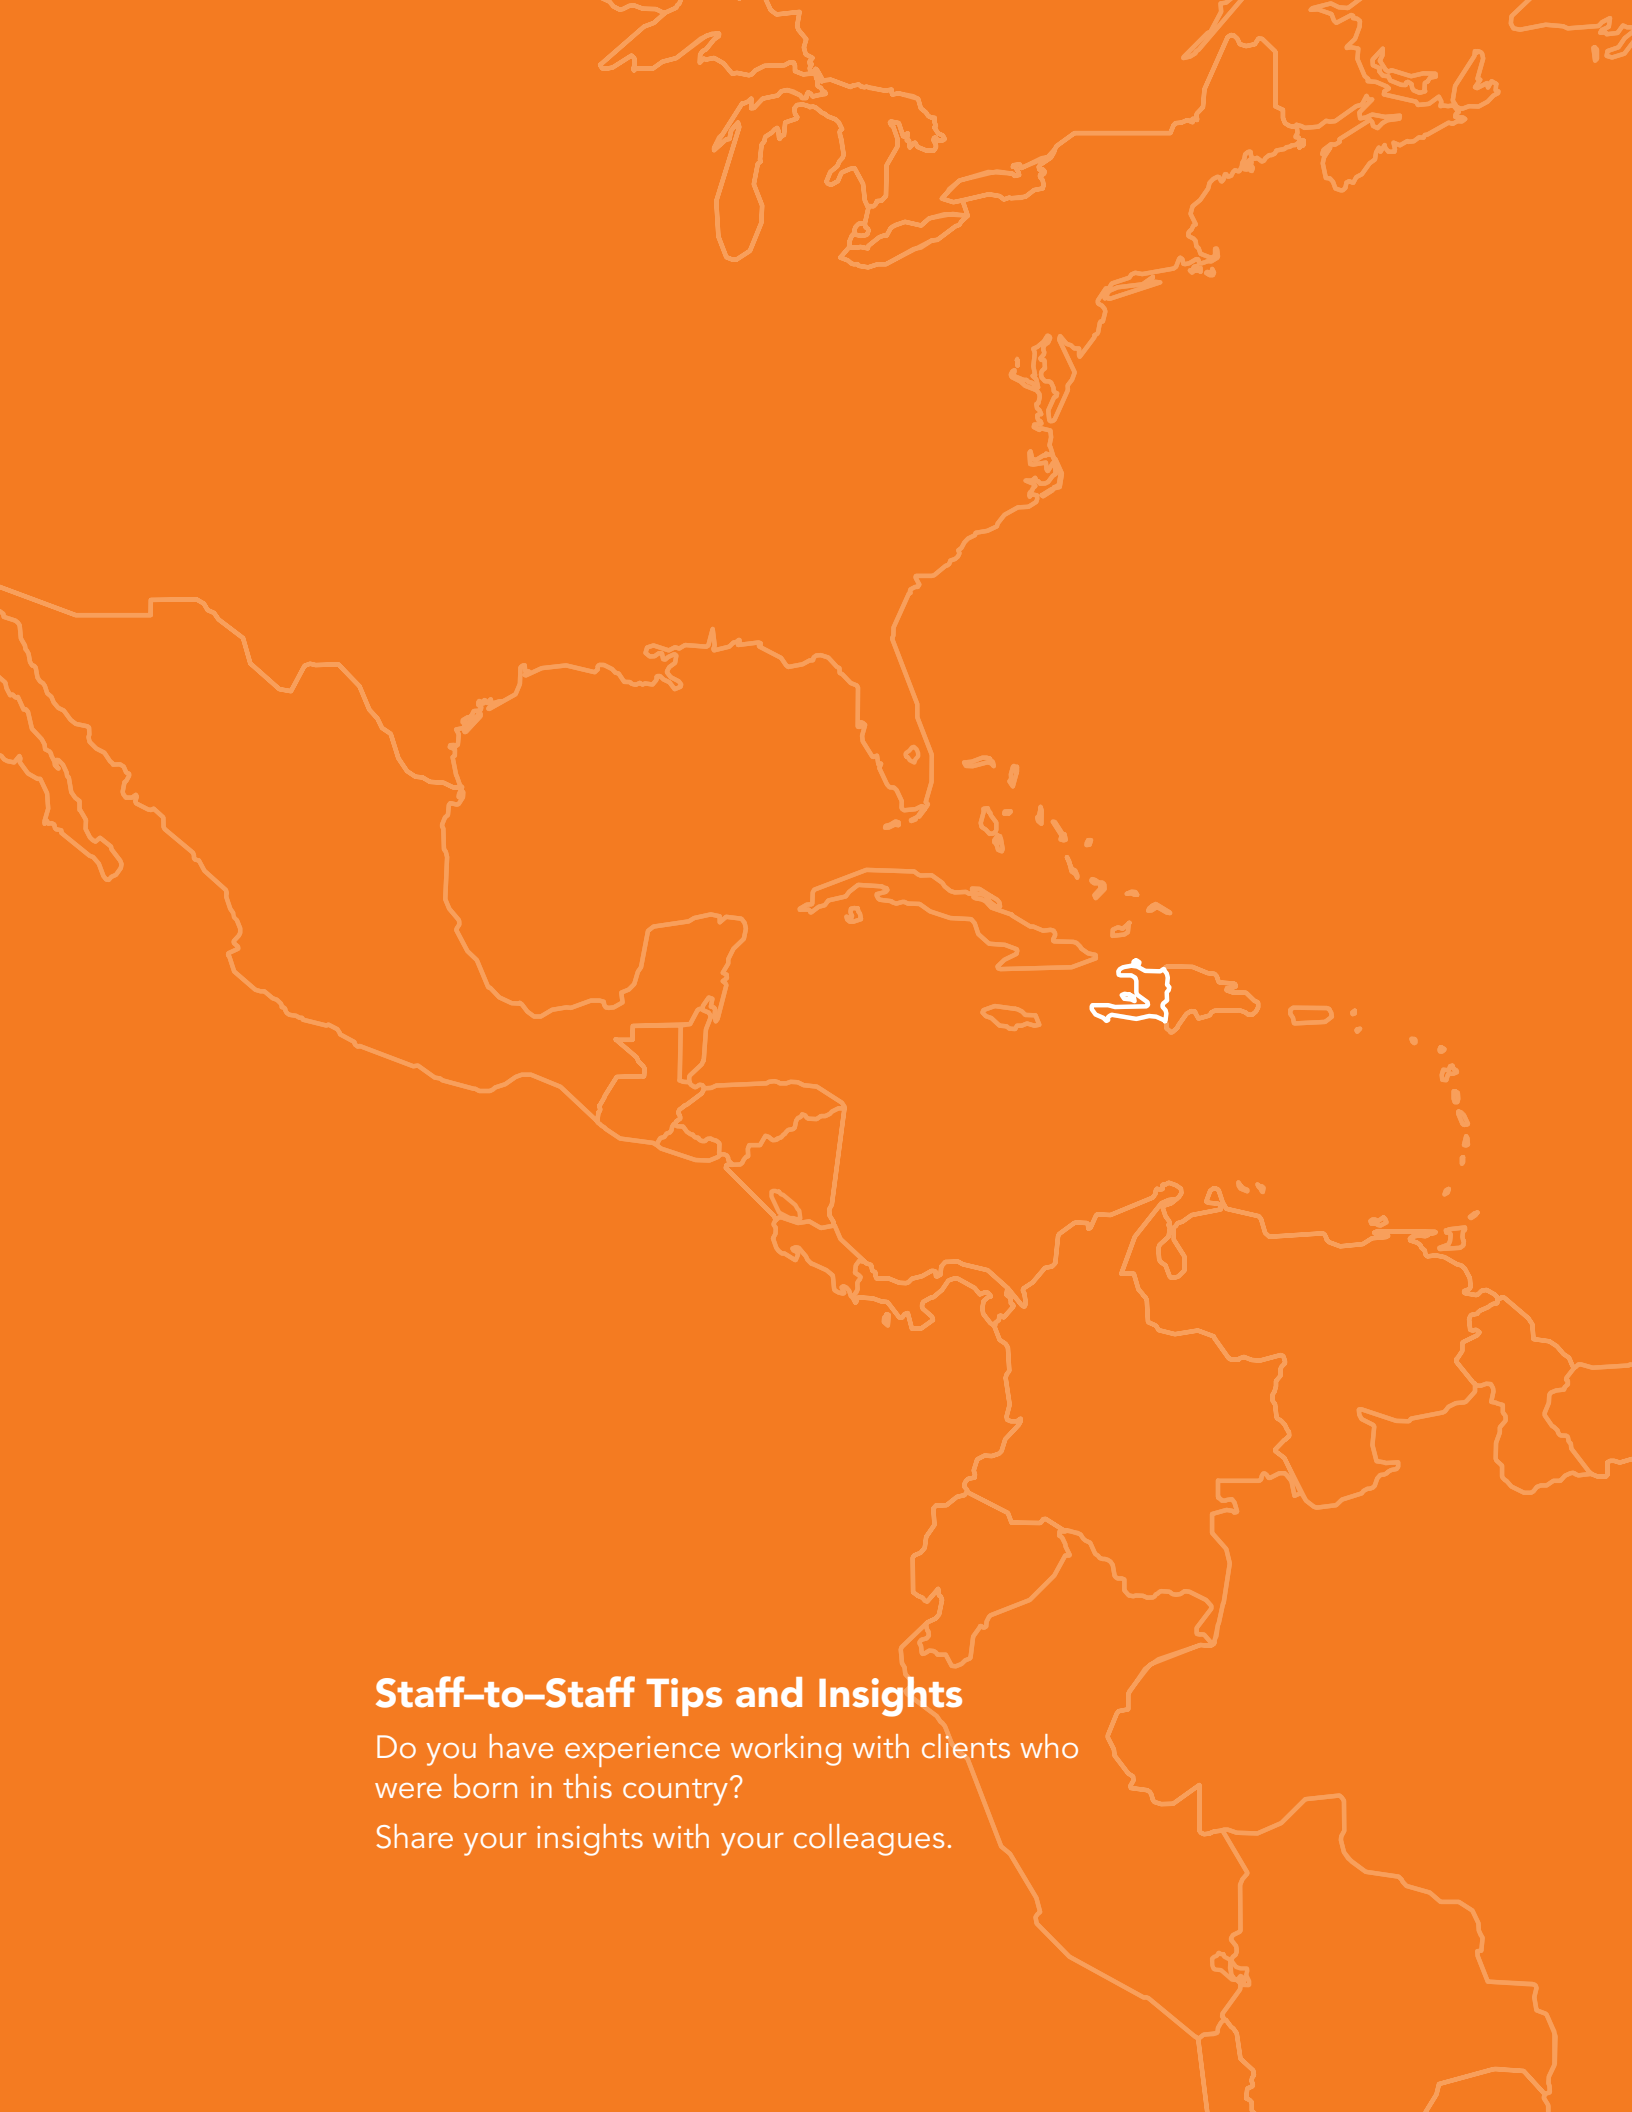 Staff–to–Staff Tips and Insights
Do you have experience working with clients who
were born in this country?
Share your insights with your colleagues.